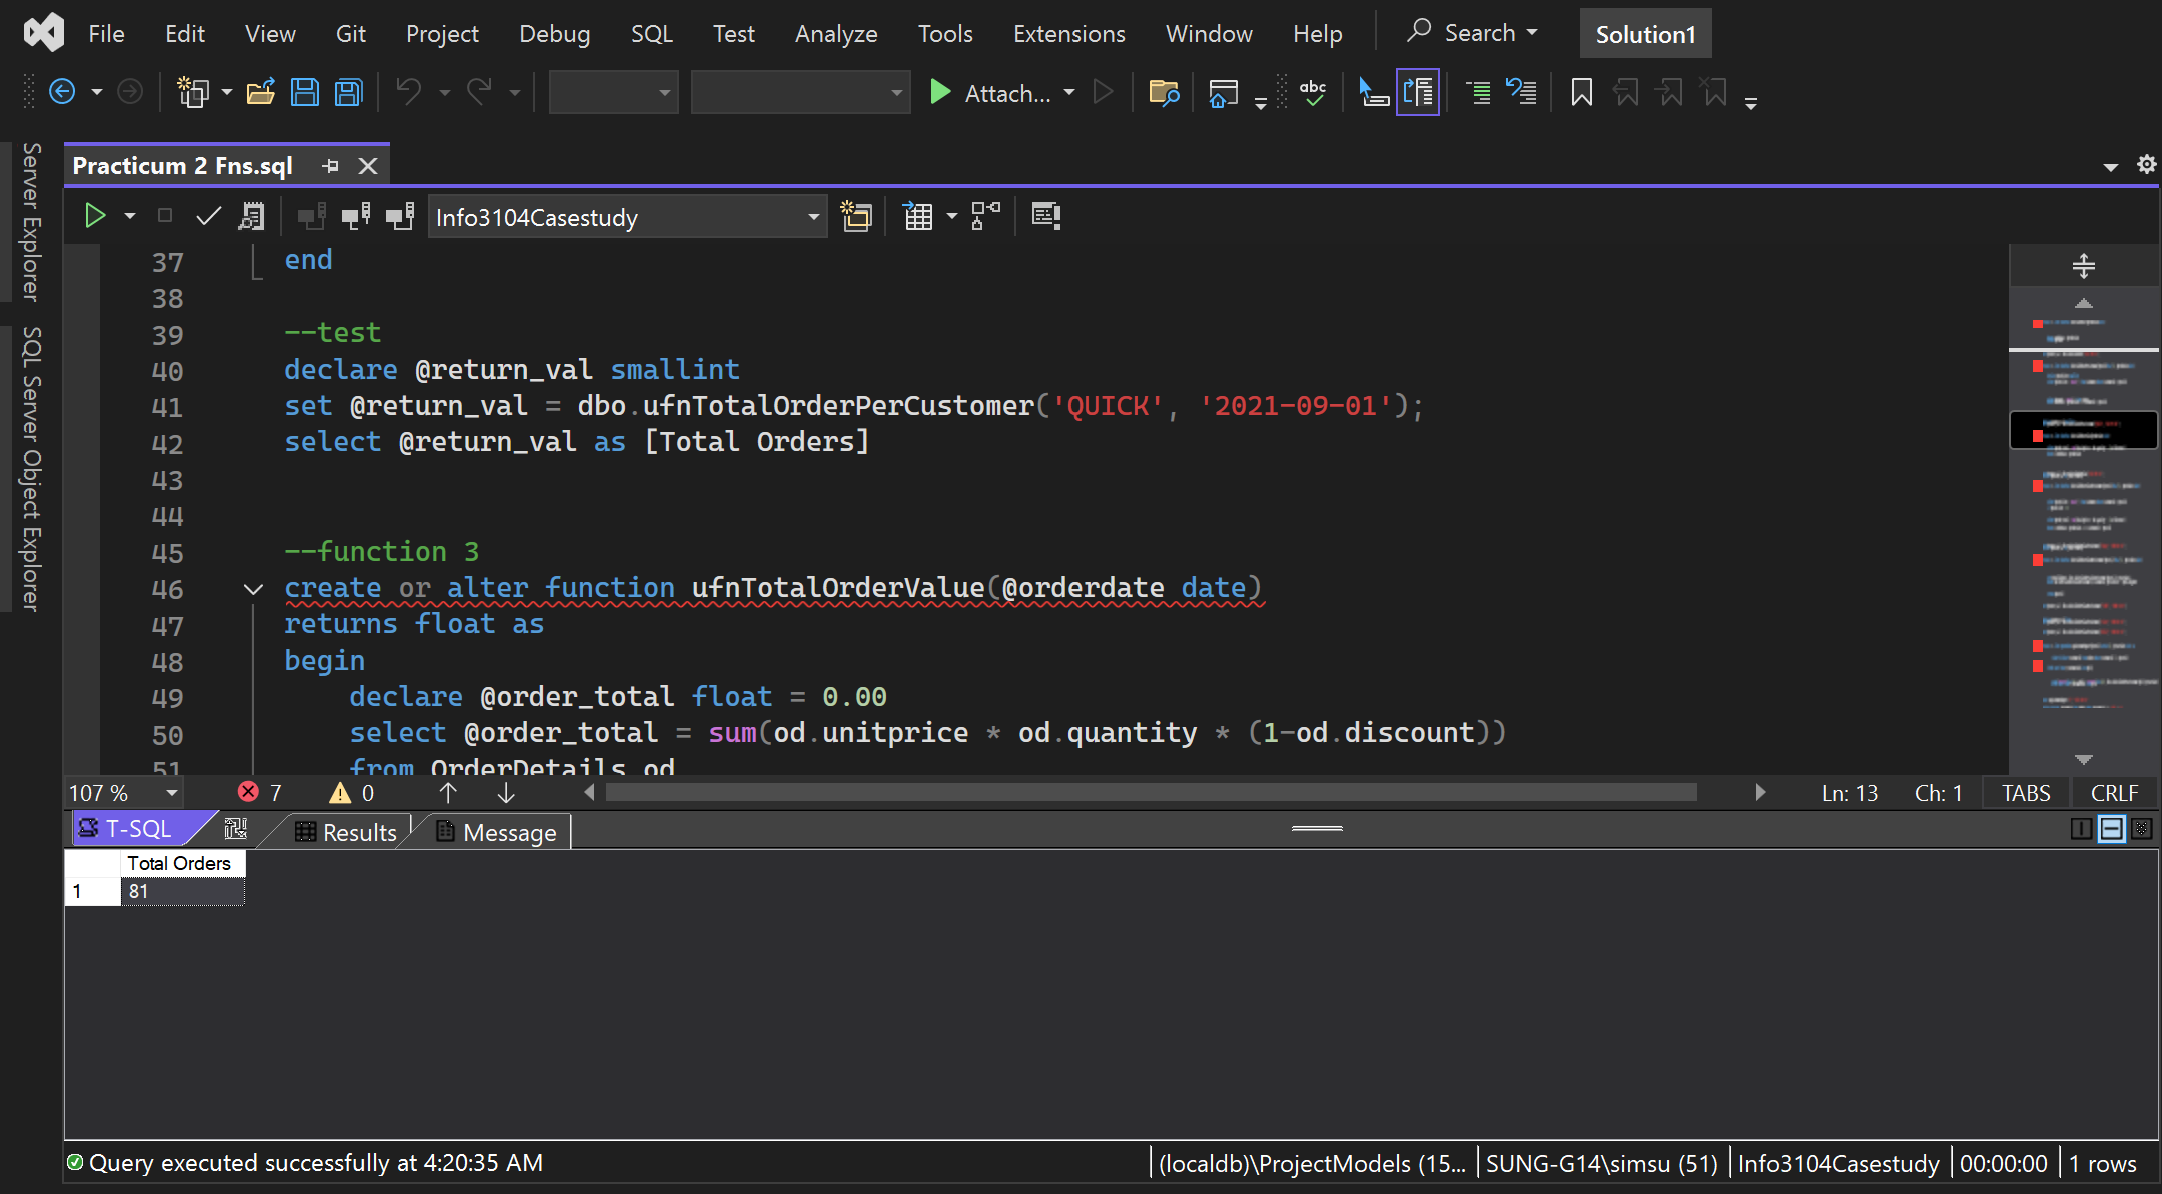 File Edit View Git Project Debug SQL Test Analyze Tools Extensions Window Help Search Solution1
Attach... abc
Server Explorer
SQL Server Object Explorer
Practicum 2 Fns.sql
Info3104Casestudy
37 end
38
39 --test
40 declare @return_val smallint
41 set @return_val = dbo.ufnTotalOrderPerCustomer('QUICK', '2021-09-01');
42 select @return_val as [Total Orders]
43
44
45 --function 3
46 create or alter function ufnTotalOrderValue(@orderdate date)
47 returns float as
48 begin
49 declare @order_total float = 0.00
50 select @order_total = sum(od.unitprice * od.quantity * (1-od.discount))
51 from OrderDetails od
107 % 7 0 Ln: 13 Ch: 1 TABS CRLF
T-SQL Results Message
Total Orders
1 81
Query executed successfully at 4:20:35 AM (localdb)\ProjectModels (15... SUNG-G14\simsu (51) Info3104Casestudy 00:00:00 1 rows